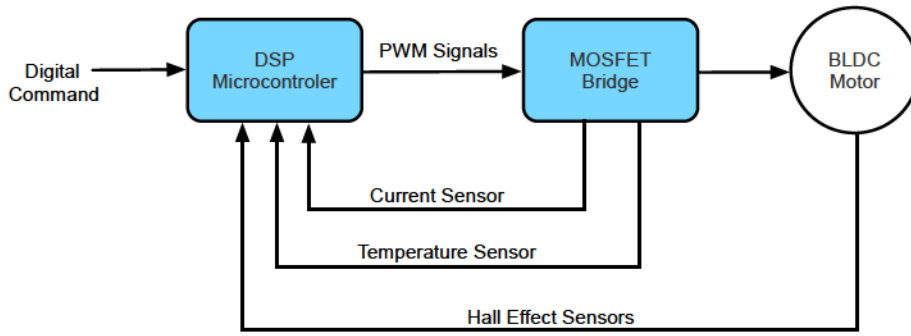 Digital
Command
DSP
Microcontroler
PWM Signals
MOSFET
Bridge
BLDC
Motor
Current Sensor
Temperature Sensor
Hall Effect Sensors